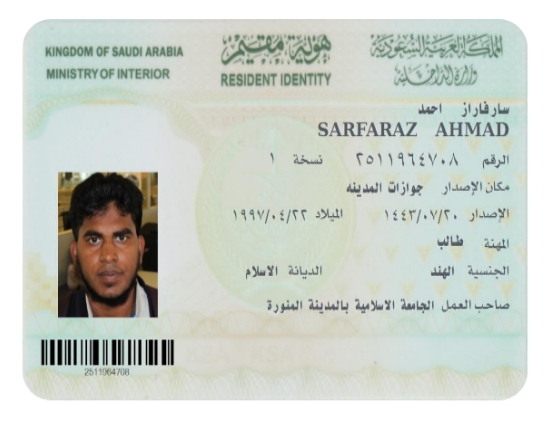 المملكة العربية السعودية
وزارة الداخلية
هوية مقيم
RESIDENT IDENTITY
KINGDOM OF SAUDI ARABIA
MINISTRY OF INTERIOR
سارفاراز احمد
SARFARAZ AHMAD
الرقم ٢٥١١٩٦٤٧٠٨ نسخة ١
مكان الإصدار جوازات المدينه
الإصدار ١٤٤٣/٠٧/٢٠ الميلاد ١٩٩٧/٠٤/٢٢
المهنة طالب
الجنسية الهند الديانة الاسلام
صاحب العمل الجامعة الاسلامية بالمدينة المنورة
2511964708